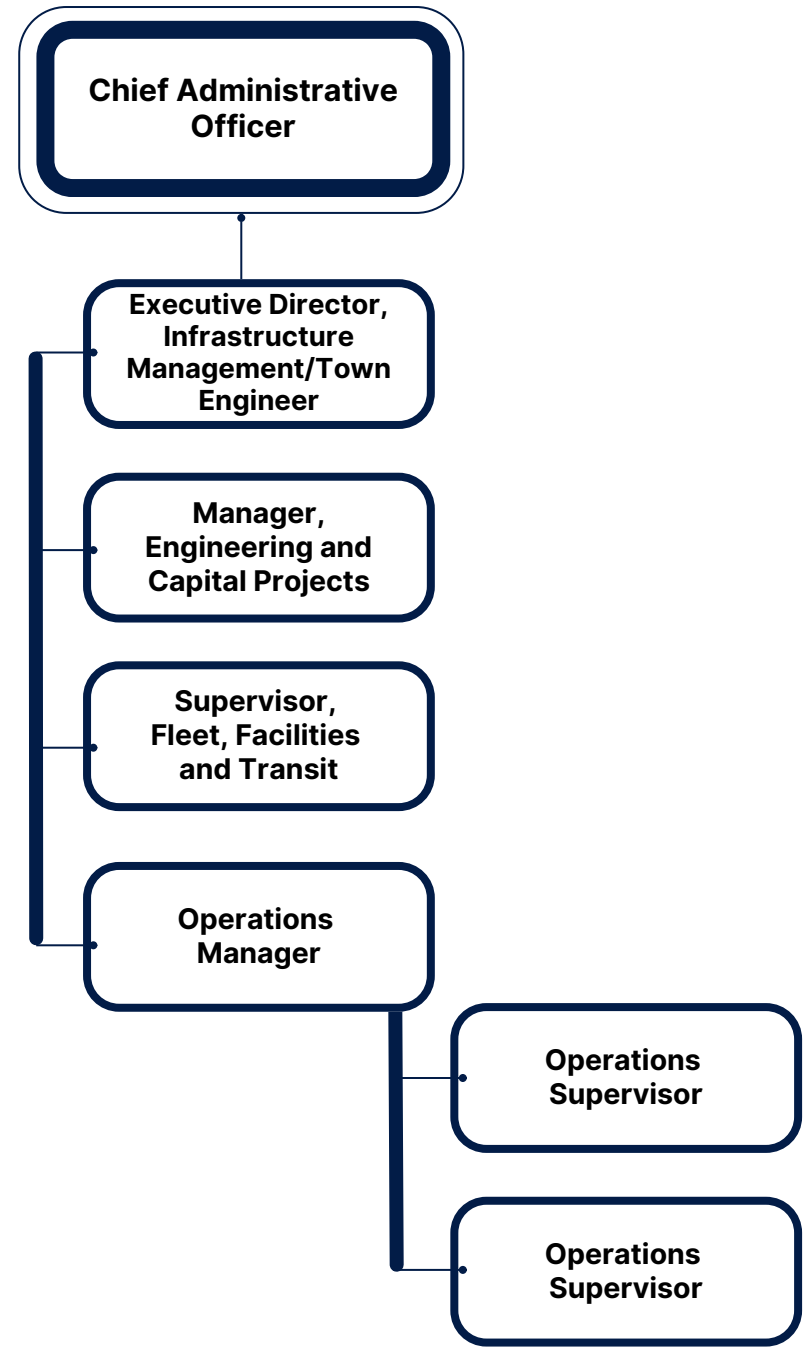 Chief Administrative
Officer
Executive Director,
Infrastructure
Management/Town
Engineer
Manager,
Engineering and
Capital Projects
Supervisor,
Fleet, Facilities
and Transit
Operations
Manager
Operations
Supervisor
Operations
Supervisor